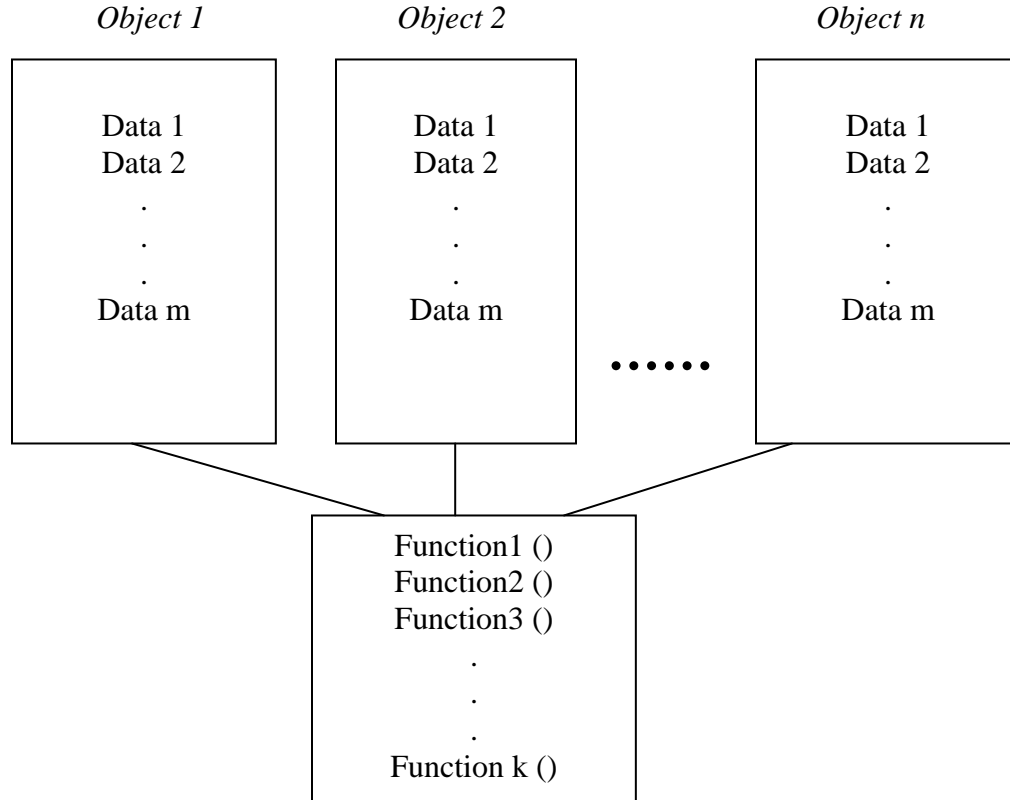 Object 1
Object 2
Object n
Data 1
Data 2
.
.
.
Data m
Data 1
Data 2
.
.
.
Data m
......
Data 1
Data 2
.
.
.
Data m
Function1 ()
Function2 ()
Function3 ()
.
.
.
Function k ()